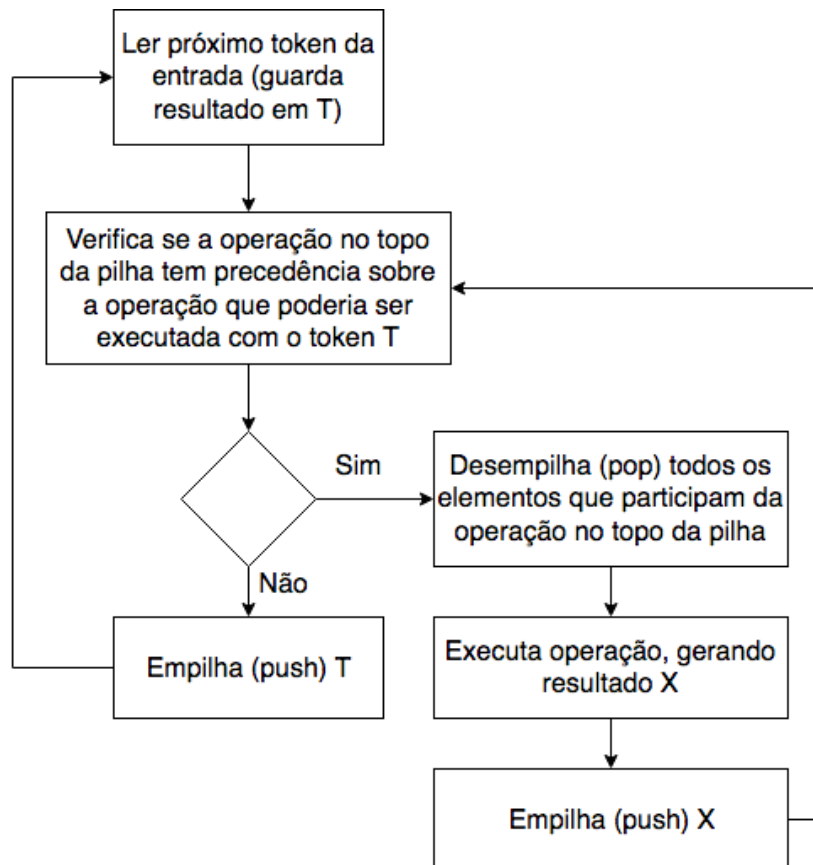 Ler próximo token da
entrada (guarda
resultado em T)
Verifica se a operação no topo
da pilha tem precedência sobre
a operação que poderia ser
executada com o token T
Sim
Desempilha (pop) todos os
elementos que participam da
operação no topo da pilha
Não
Empilha (push) T
Executa operação, gerando
resultado X
Empilha (push) X